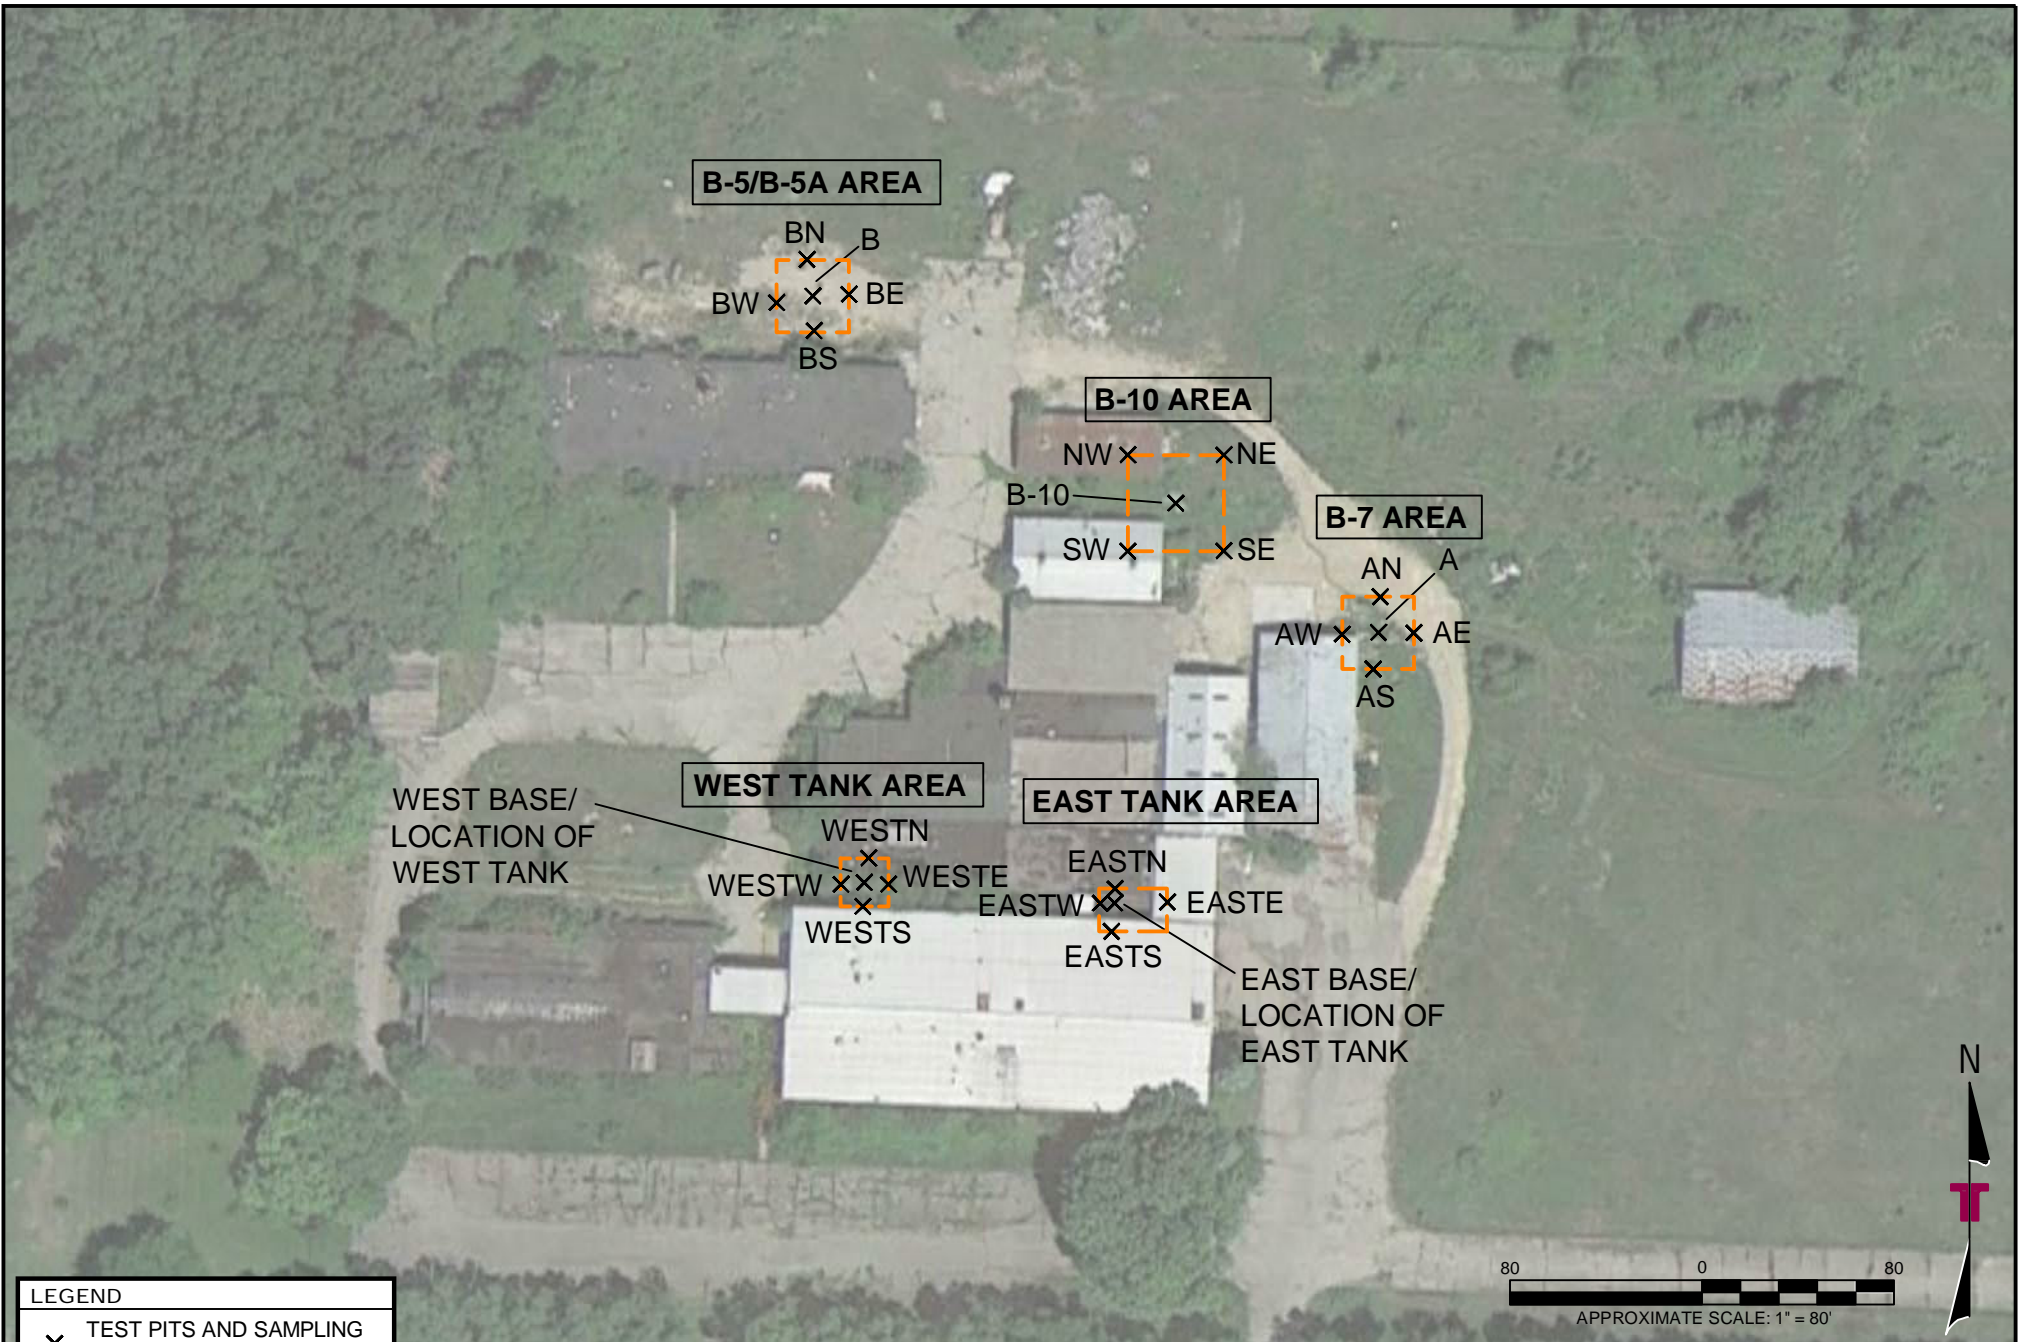 B-5/B-5A AREA
BN
B
BW
BE
BS
B-10 AREA
NW
NE
B-10
SW
SE
B-7 AREA
A
AN
AW
AE
AS
WEST TANK AREA
EAST TANK AREA
WEST BASE/
LOCATION OF
WEST TANK
WESTN
WESTW
WESTE
WESTS
EASTN
EASTW
EASTE
EASTS
EAST BASE/
LOCATION OF
EAST TANK
N
80
0
80
APPROXIMATE SCALE: 1" = 80'
LEGEND
TEST PITS AND SAMPLING